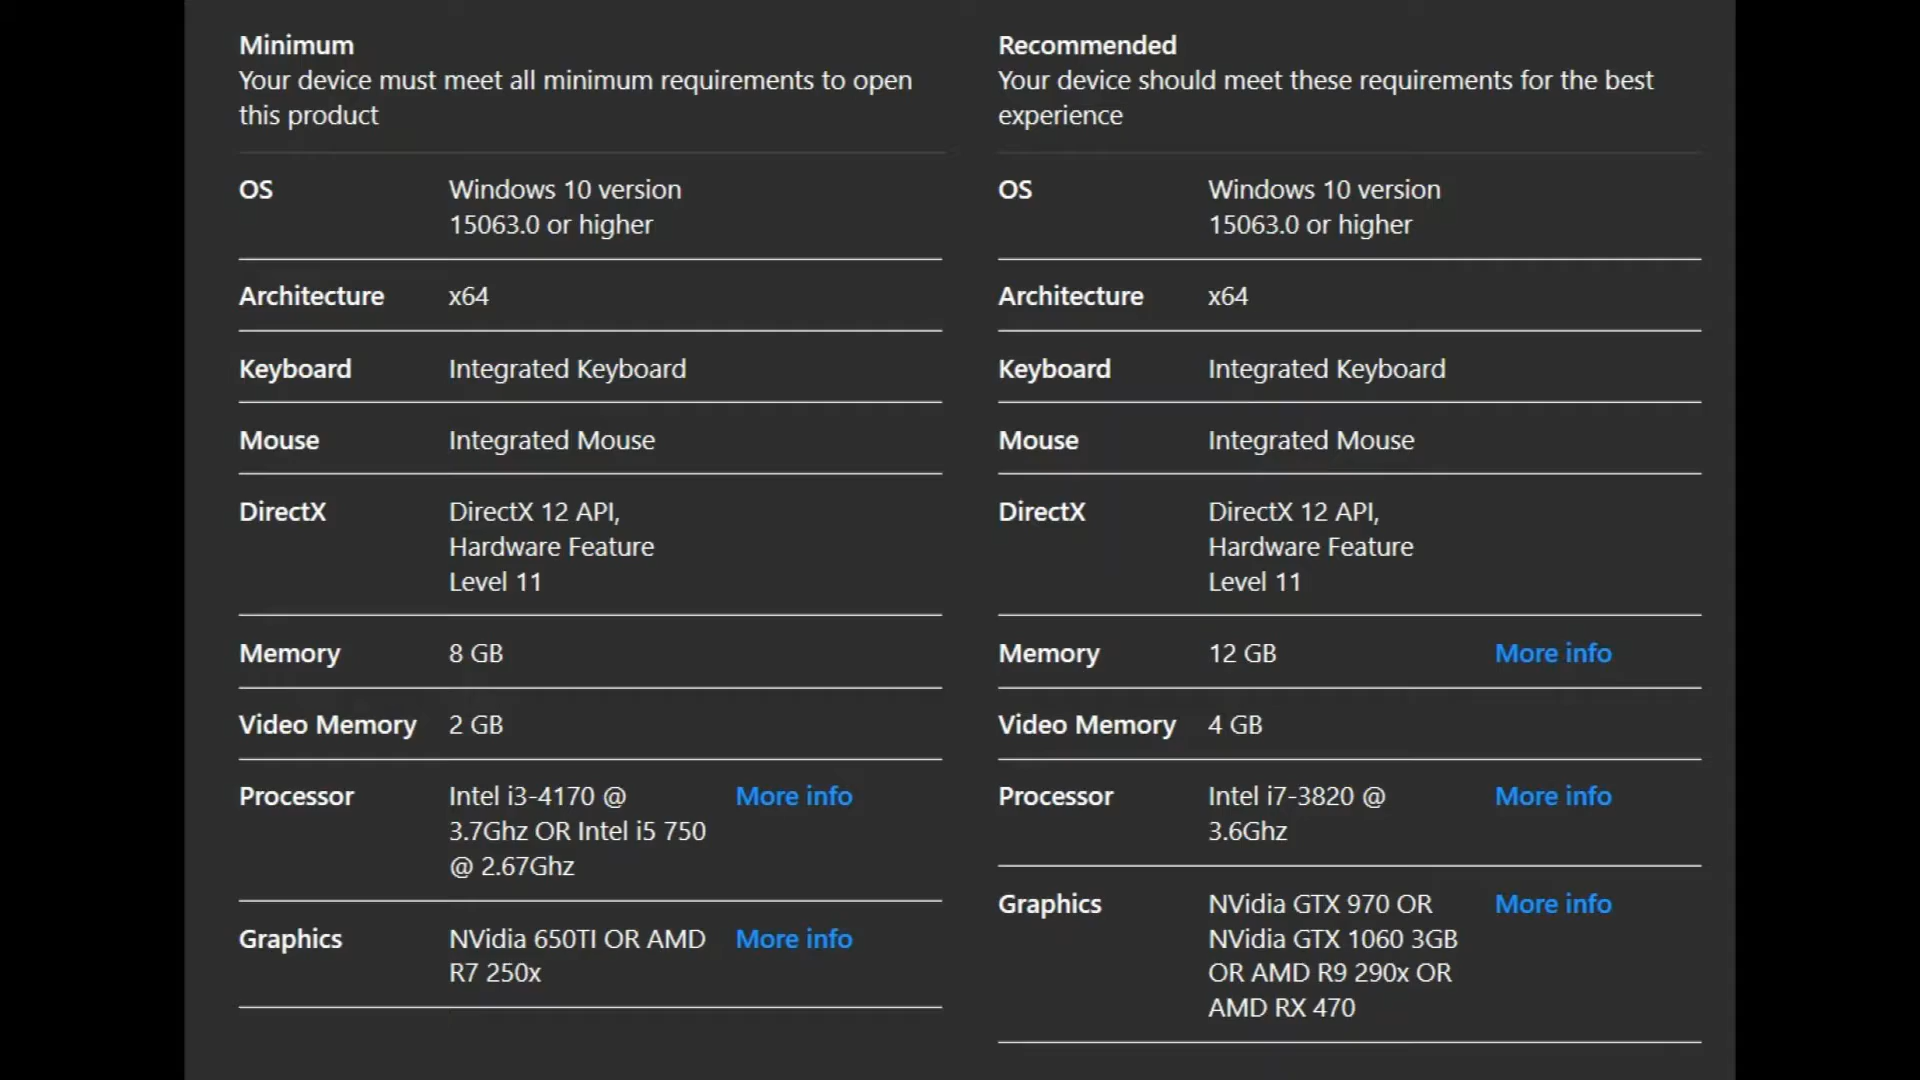 Minimum
Your device must meet all minimum requirements to open
this product
OS
Windows 10 version
15063.0 or higher
Architecture
x64
Keyboard
Integrated Keyboard
Mouse
Integrated Mouse
DirectX
DirectX 12 API,
Hardware Feature
Level 11
Memory
8 GB
Video Memory
2 GB
Processor
Intel i3-4170 @
More info
3.7Ghz OR Intel i5 750
@ 2.67Ghz
Graphics
NVidia 650TI OR AMD
More info
R7 250x
Recommended
Your device should meet these requirements for the best
experience
OS
Windows 10 version
15063.0 or higher
Architecture
x64
Keyboard
Integrated Keyboard
Mouse
Integrated Mouse
DirectX
DirectX 12 API,
Hardware Feature
Level 11
Memory
12 GB
More info
Video Memory
4 GB
Processor
Intel i7-3820 @
More info
3.6Ghz
Graphics
NVidia GTX 970 OR
More info
NVidia GTX 1060 3GB
OR AMD R9 290x OR
AMD RX 470